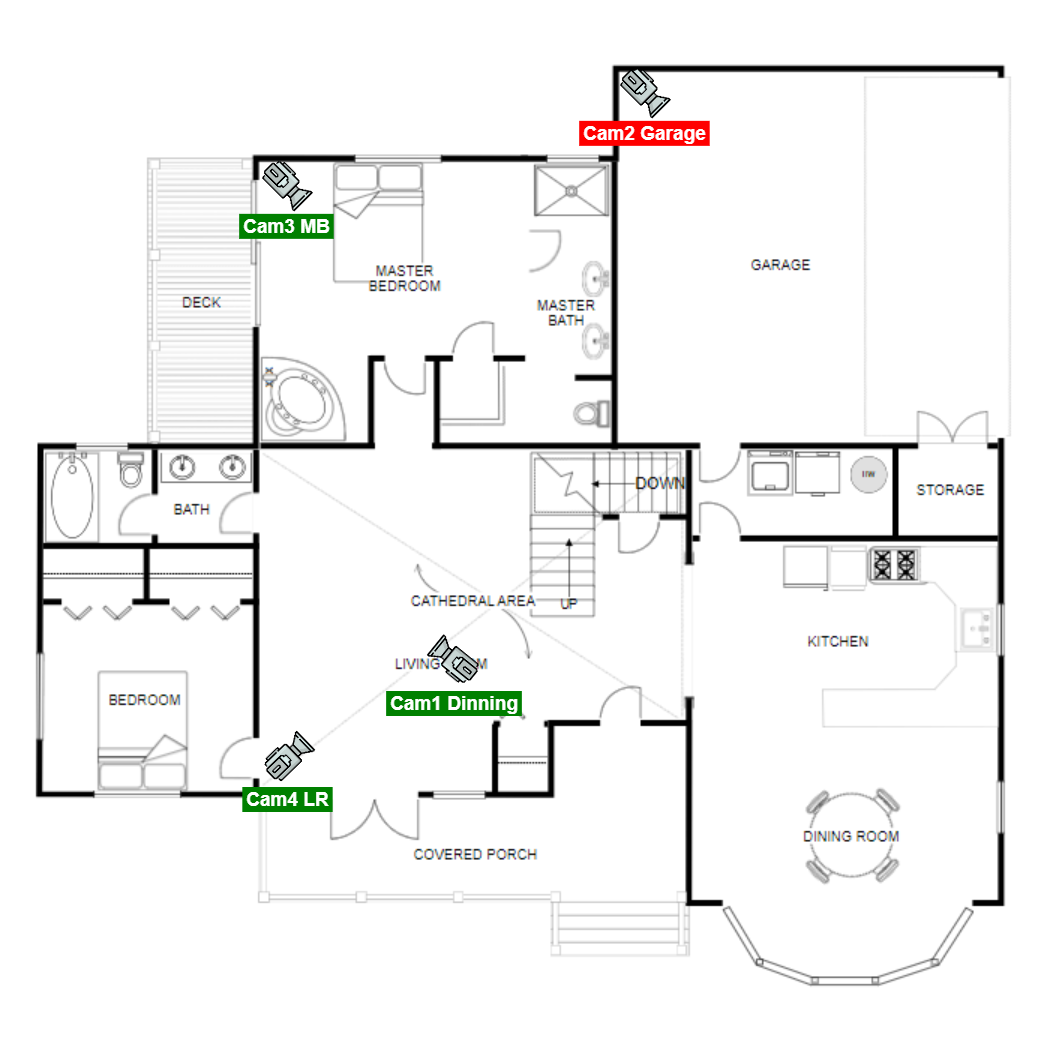 Cam2 Garage
Cam3 MB
GARAGE
MASTER
BEDROOM
DECK
MASTER
BATH
DOWN
HW
STORAGE
BATH
CATHEDRAL AREA
UP
KITCHEN
LIVING M
BEDROOM
Cam1 Dinning
Cam4 LR
DINING ROOM
COVERED PORCH